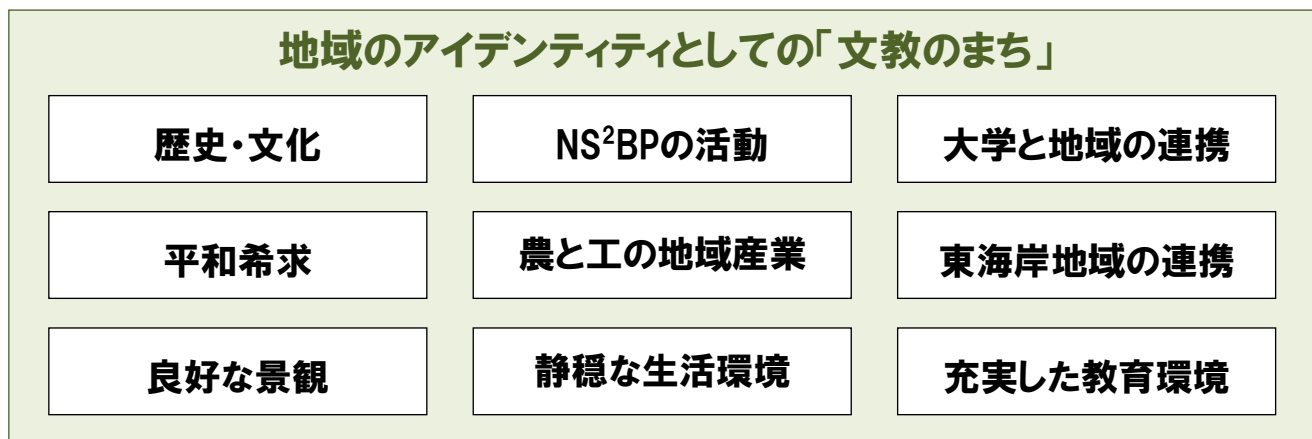 地域のアイデンティティとしての「文教のまち」
歴史・文化
NS²BPの活動
大学と地域の連携
平和希求
農と工の地域産業
東海岸地域の連携
良好な景観
静穏な生活環境
充実した教育環境